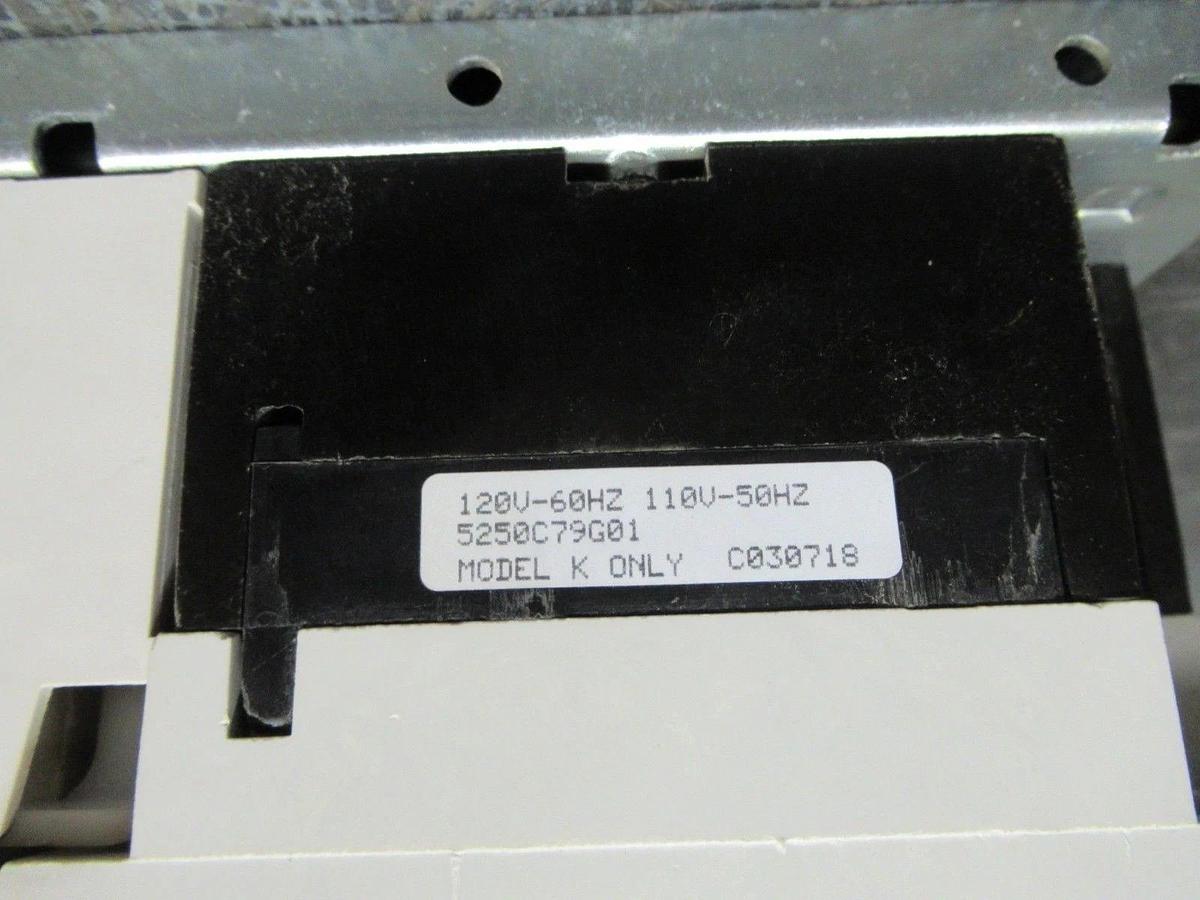 120V-60HZ 110V-50HZ
5250C79G01
MODEL K ONLY C030718